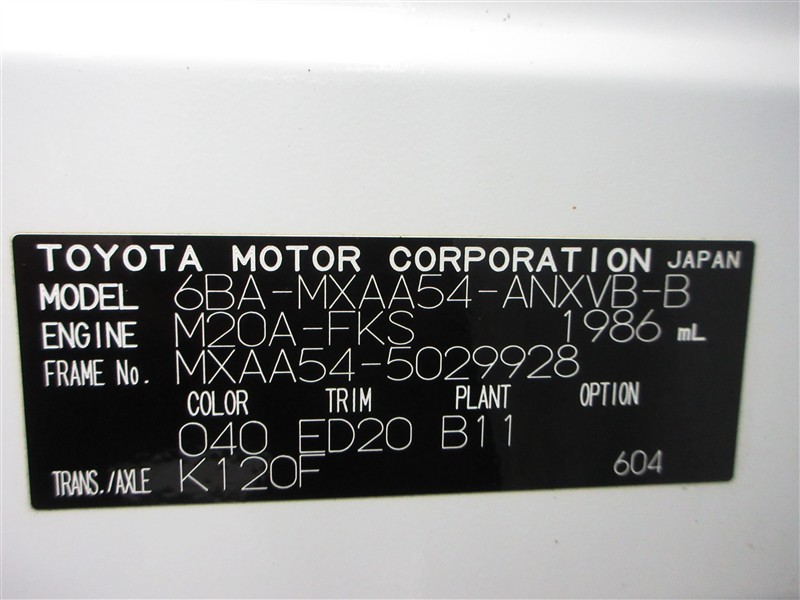 TOYOTA MOTOR CORPORATION JAPAN
MODEL 6BA-MXAA54-ANXVB-B
ENGINE M20A-FKS 1986 mL
FRAME No. MXAA54-5029928
COLOR TRIM PLANT OPTION
040 ED20 B11
TRANS./AXLE K120F 604